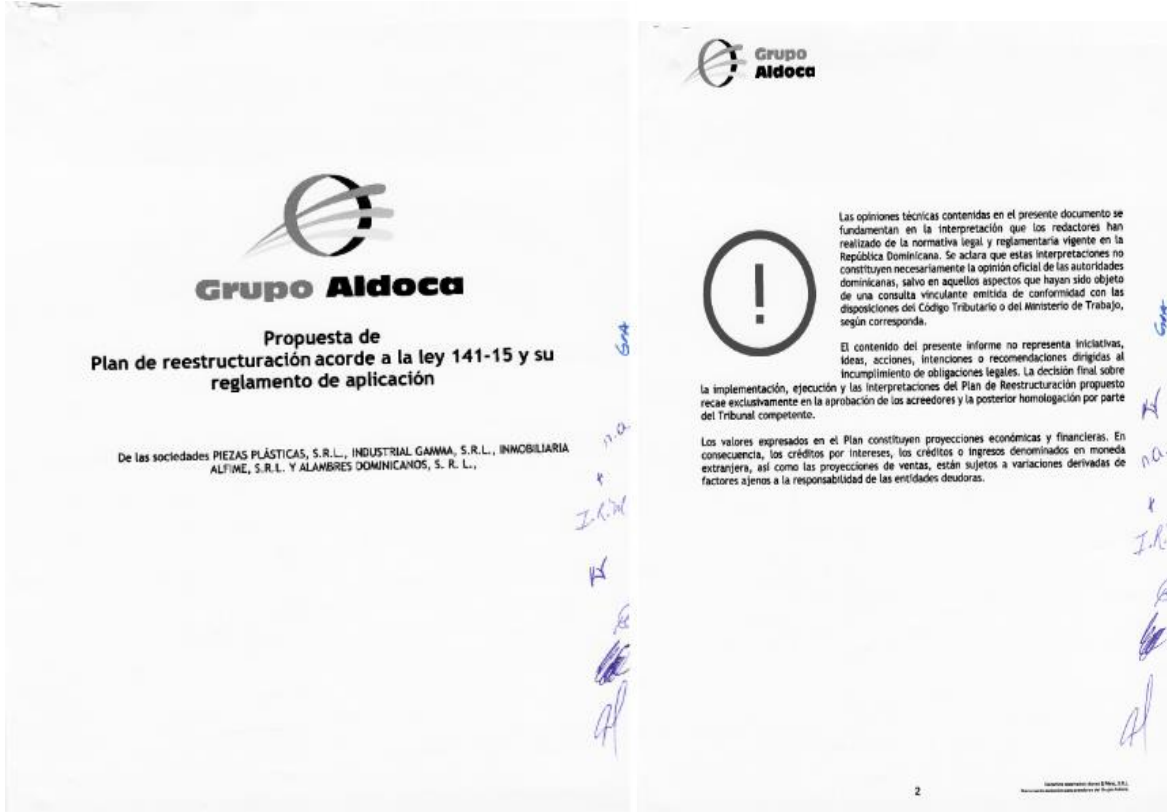 Grupo Aldoca
Propuesta de
Plan de reestructuración acorde a la ley 141-15 y su
reglamento de aplicación
De las sociedades PIEZAS PLÁSTICAS, S.R.L., INDUSTRIAL GAMMA, S.R.L., INMOBILIARIA
ALFIME, S.R.L. Y ALAMBRES DOMINICANOS, S. R. L.,
n.a.
I.R.M
Grupo
Aldoca
!
Las opiniones técnicas contenidas en el presente documento se
fundamentan en la interpretación que los redactores han
realizado de la normativa legal y reglamentaria vigente en la
República Dominicana. Se aclara que estas interpretaciones no
constituyen necesariamente la opinión oficial de las autoridades
dominicanas, salvo en aquellos aspectos que hayan sido objeto
de una consulta vinculante emitida de conformidad con las
disposiciones del Código Tributario o del Ministerio de Trabajo,
según corresponda.
El contenido del presente informe no representa iniciativas,
ideas, acciones, intenciones o recomendaciones dirigidas al
incumplimiento de obligaciones legales. La decisión final sobre
la implementación, ejecución y las interpretaciones del Plan de Reestructuración propuesto
recae exclusivamente en la aprobación de los acreedores y la posterior homologación por parte
del Tribunal competente.
Los valores expresados en el Plan constituyen proyecciones económicas y financieras. En
consecuencia, los créditos por intereses, los créditos o ingresos denominados en moneda
extranjera, así como las proyecciones de ventas, están sujetos a variaciones derivadas de
factores ajenos a la responsabilidad de las entidades deudoras.
n.a.
I.R.
2